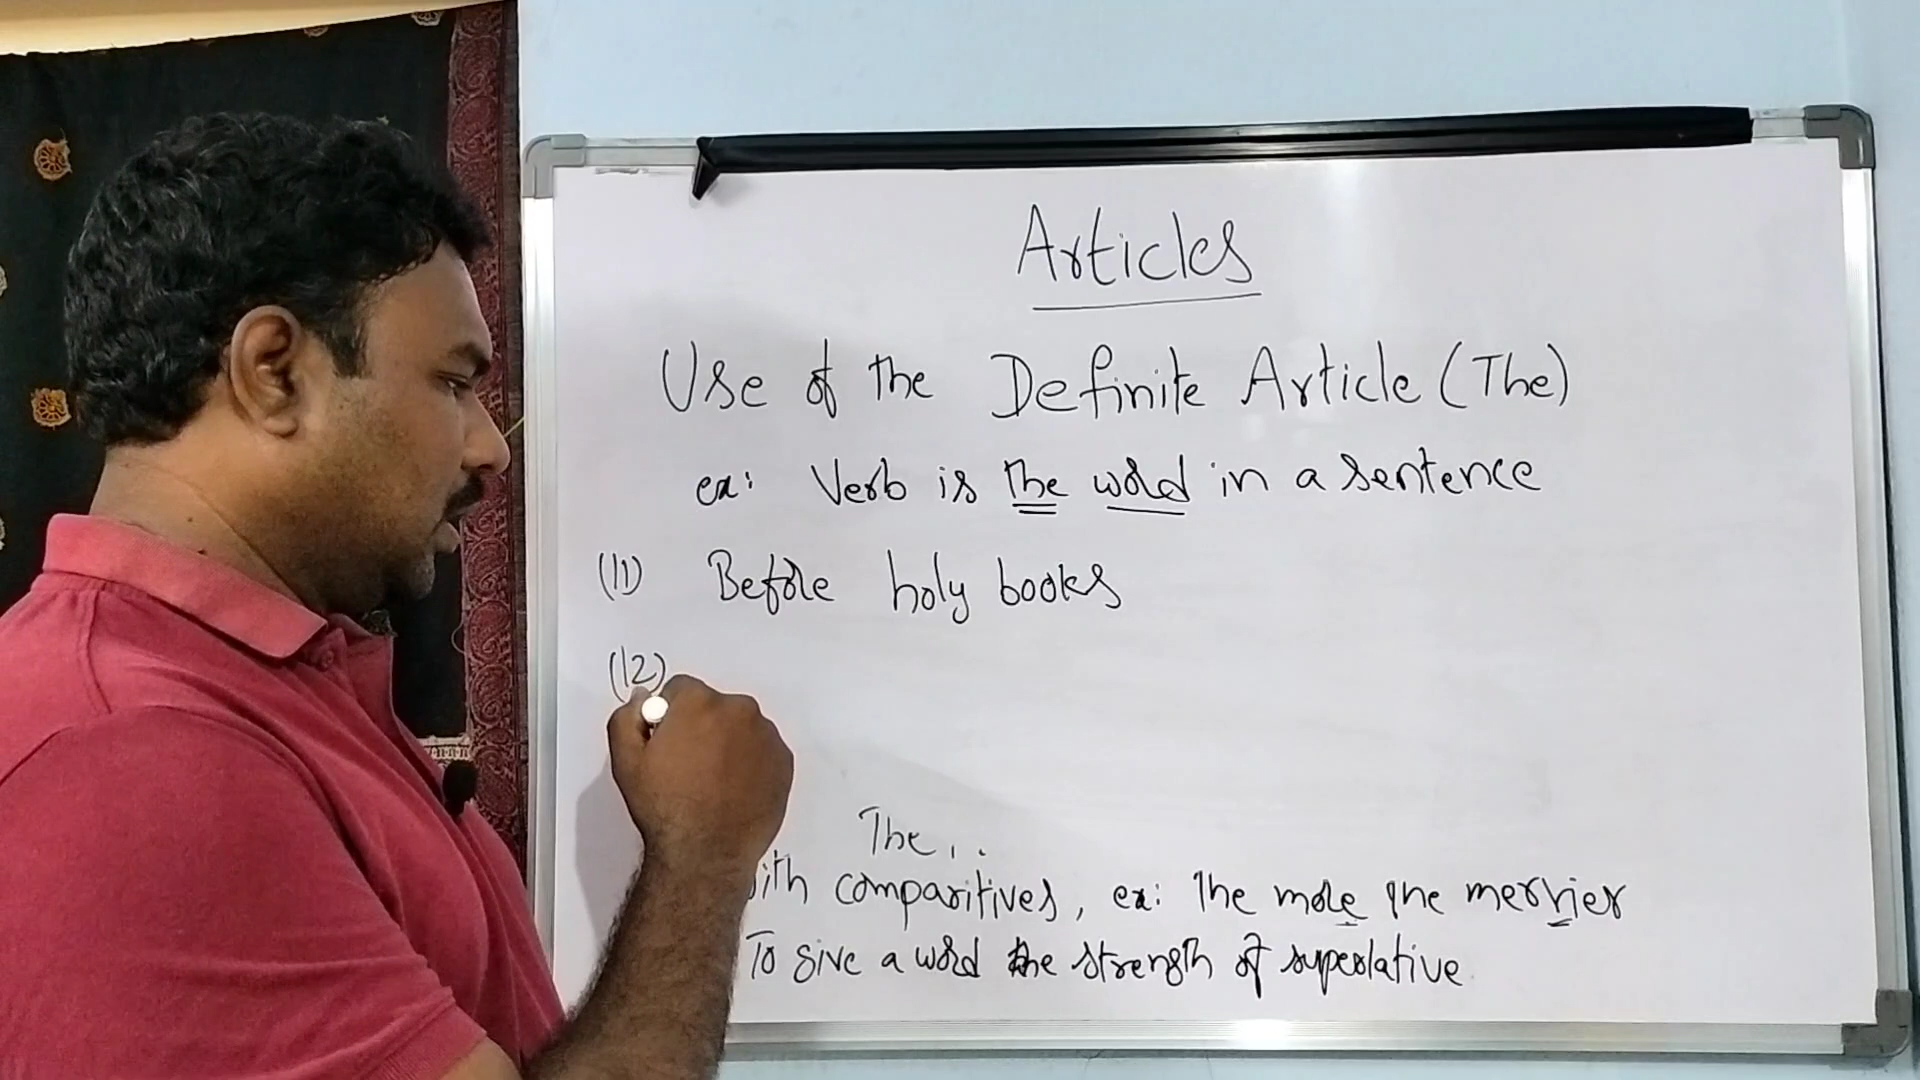 Articles
Use of the Definite Article (The)
ex: Verb is the word in a sentence
(11) Before holy books
(12)
The, ..
ith comparitives, ex: The more the merrier
To give a word the strength of superlative